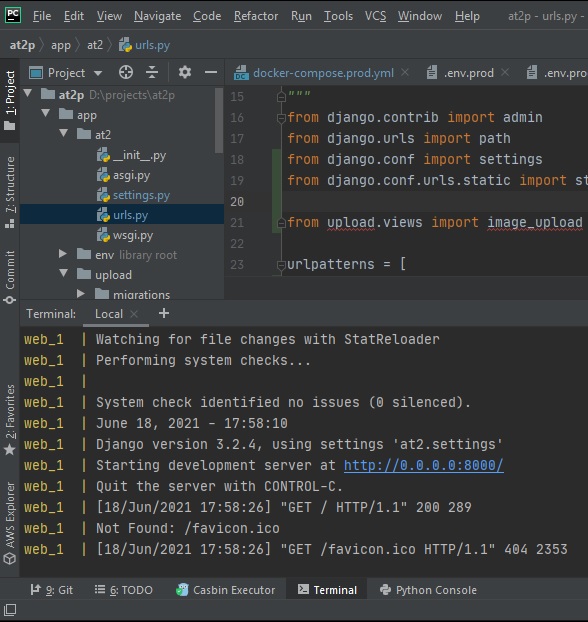 PC File Edit View Navigate Code Refactor Run Tools VCS Window Help at2p - urls.py -
at2p app at2 urls.py
Project
docker-compose.prod.yml .env.prod .env.pro
1: Project
7: Structure
Commit
2: Favorites
AWS Explorer
at2p D:\projects\at2p
app
at2
__init__.py
asgi.py
settings.py
urls.py
wsgi.py
env library root
upload
migrations
15 """
16 from django.contrib import admin
17 from django.urls import path
18 from django.conf import settings
19 from django.conf.urls.static import st
20
21 from upload.views import image_upload
22
23 urlpatterns = [
Terminal: Local +
web_1 | Watching for file changes with StatReloader
web_1 | Performing system checks...
web_1 |
web_1 | System check identified no issues (0 silenced).
web_1 | June 18, 2021 - 17:58:10
web_1 | Django version 3.2.4, using settings 'at2.settings'
web_1 | Starting development server at http://0.0.0.0:8000/
web_1 | Quit the server with CONTROL-C.
web_1 | [18/Jun/2021 17:58:26] "GET / HTTP/1.1" 200 289
web_1 | Not Found: /favicon.ico
web_1 | [18/Jun/2021 17:58:26] "GET /favicon.ico HTTP/1.1" 404 2353
9: Git 6: TODO Casbin Executor Terminal Python Console